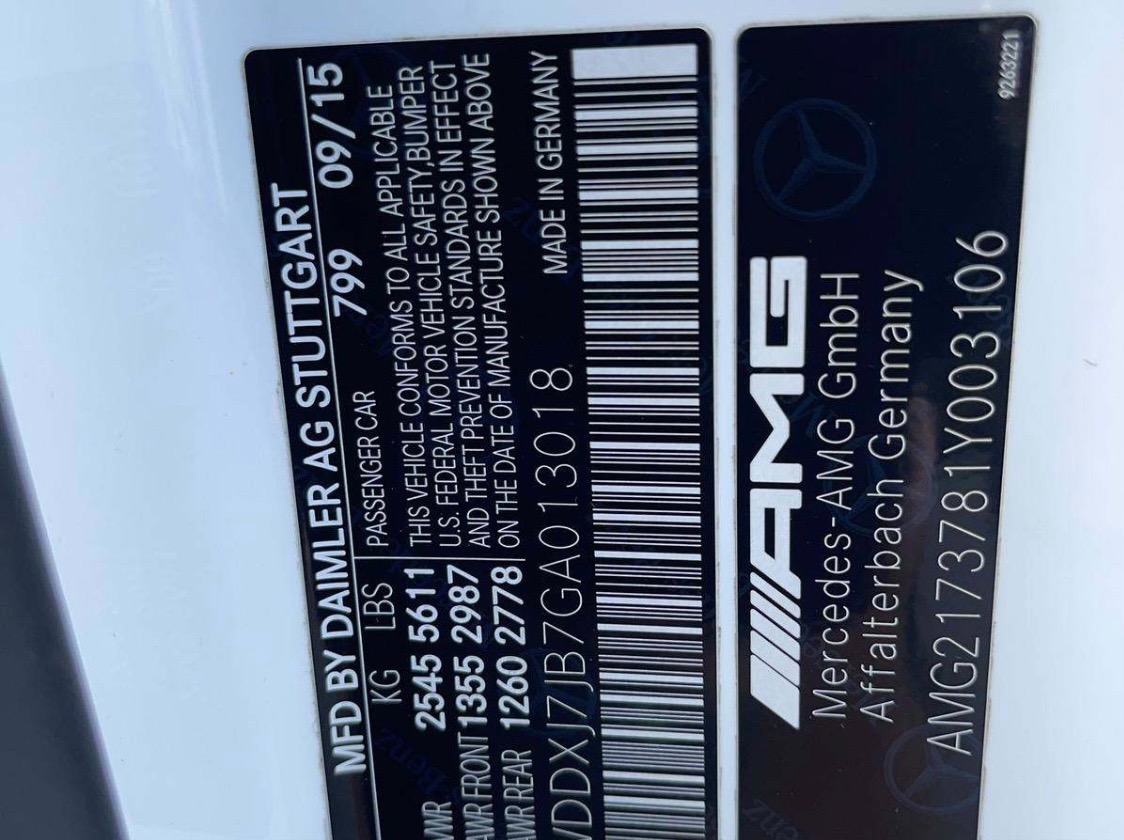 MFD BY DAIMLER AG STUTTGART
799 09/15
KG LBS
2545 5611
FRONT 1355 2987
REAR 1260 2778
PASSENGER CAR
THIS VEHICLE CONFORMS TO ALL APPLICABLE
U.S. FEDERAL MOTOR VEHICLE SAFETY,BUMPER
AND THEFT PREVENTION STANDARDS IN EFFECT
ON THE DATE OF MANUFACTURE SHOWN ABOVE
DDXJ7JB7GA013018
MADE IN GERMANY
AMG
Mercedes-AMG GmbH
Affalterbach Germany
AMG2173781Y003106
9263221